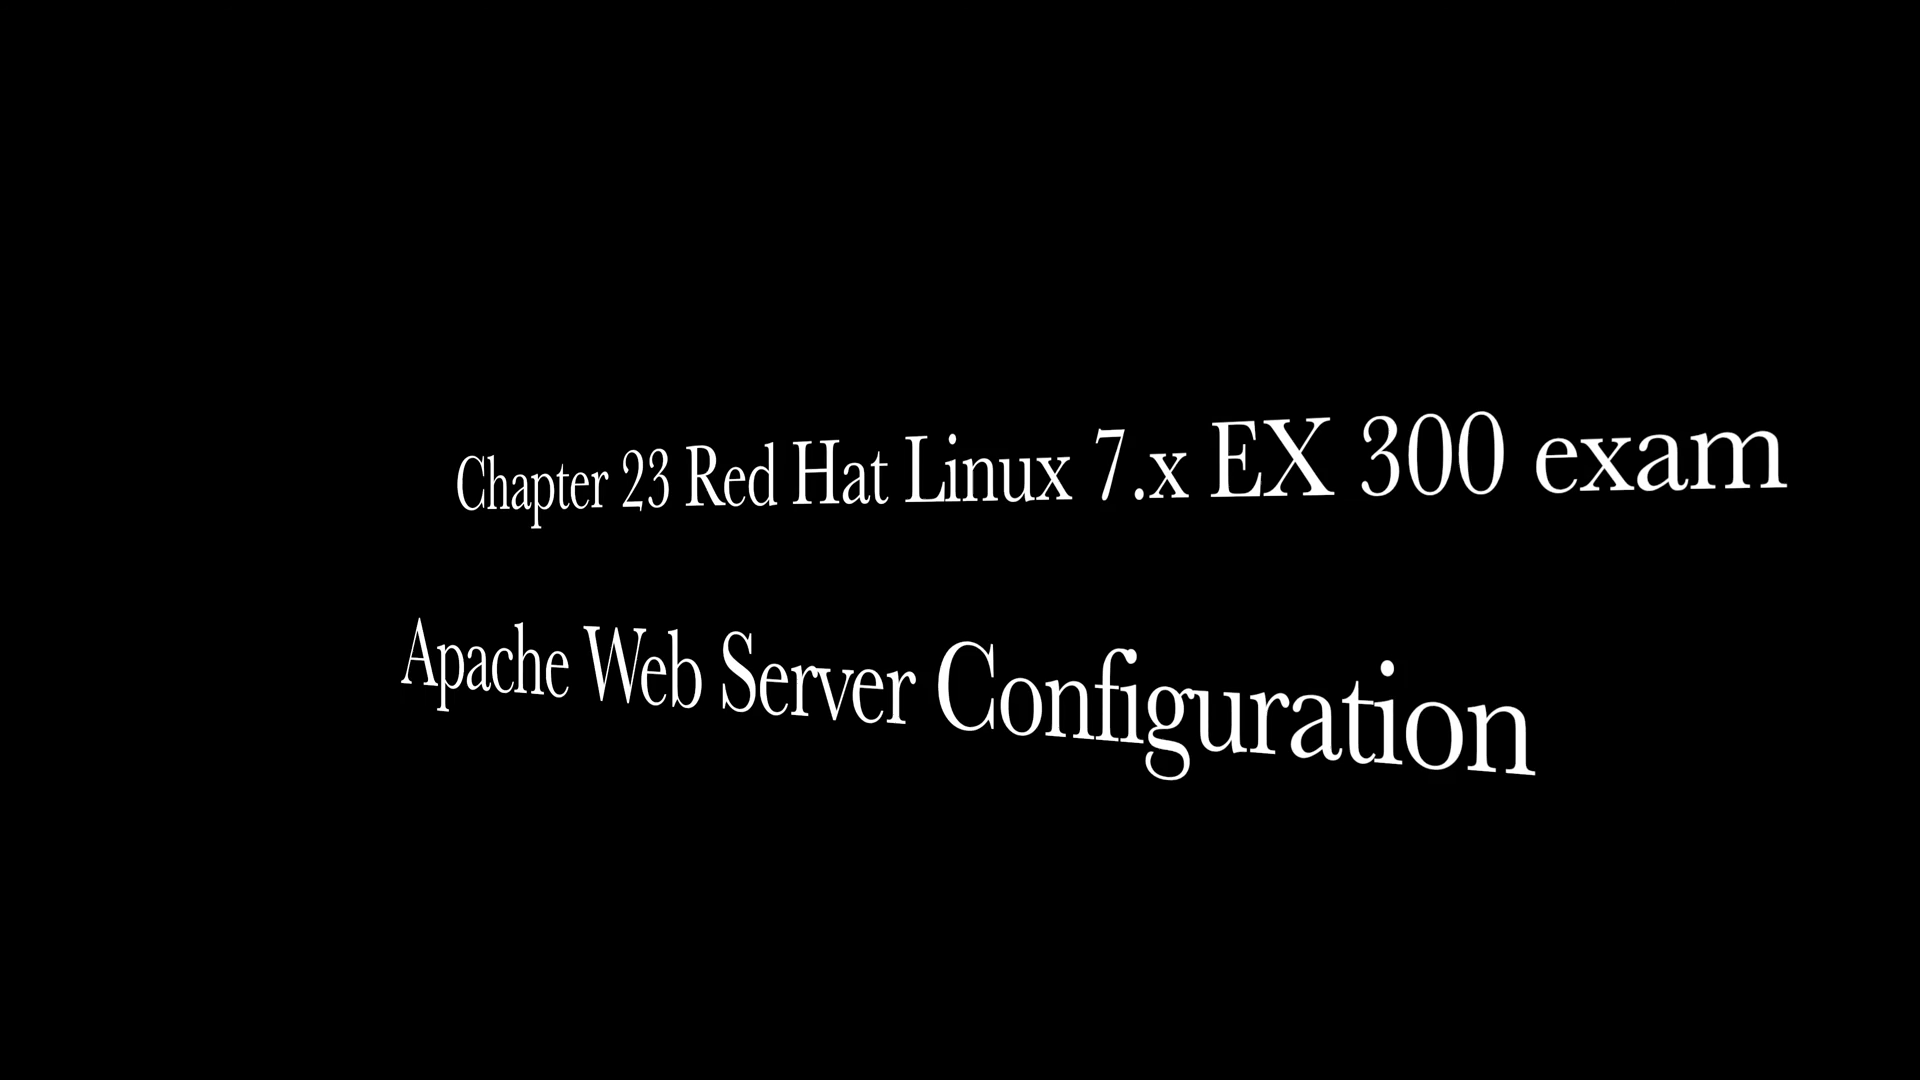 Chapter 23 Red Hat Linux 7.x EX 300 exam
Apache Web Server Configuration